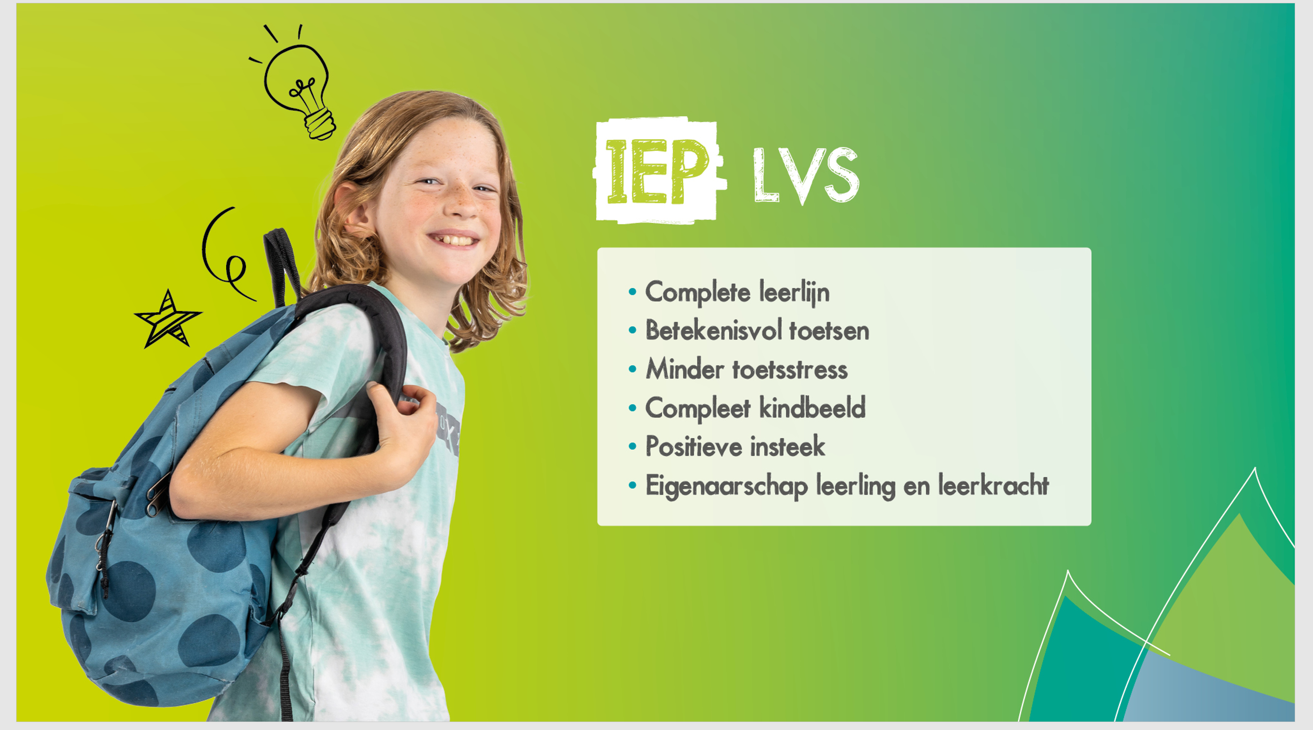 IEP LVS
• Complete leerlijn
• Betekenisvol toetsen
• Minder toetsstress
• Compleet kindbeeld
• Positieve insteek
• Eigenaarschap leerling en leerkracht